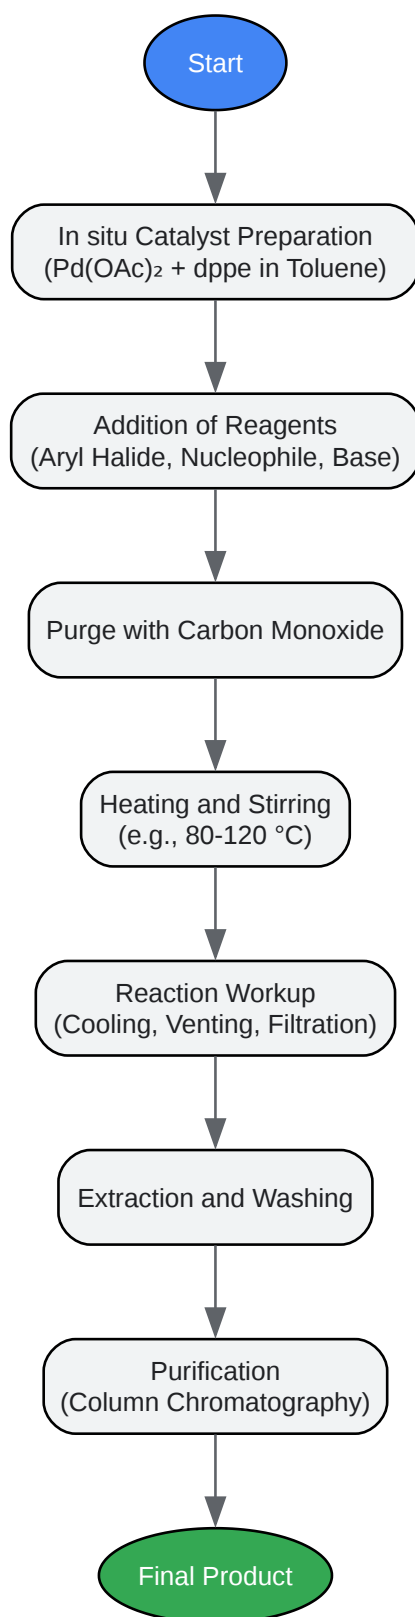 Start
In situ Catalyst Preparation
(Pd(OAc)₂ + dppe in Toluene)
Addition of Reagents
(Aryl Halide, Nucleophile, Base)
Purge with Carbon Monoxide
Heating and Stirring
(e.g., 80-120 °C)
Reaction Workup
(Cooling, Venting, Filtration)
Extraction and Washing
Purification
(Column Chromatography)
Final Product